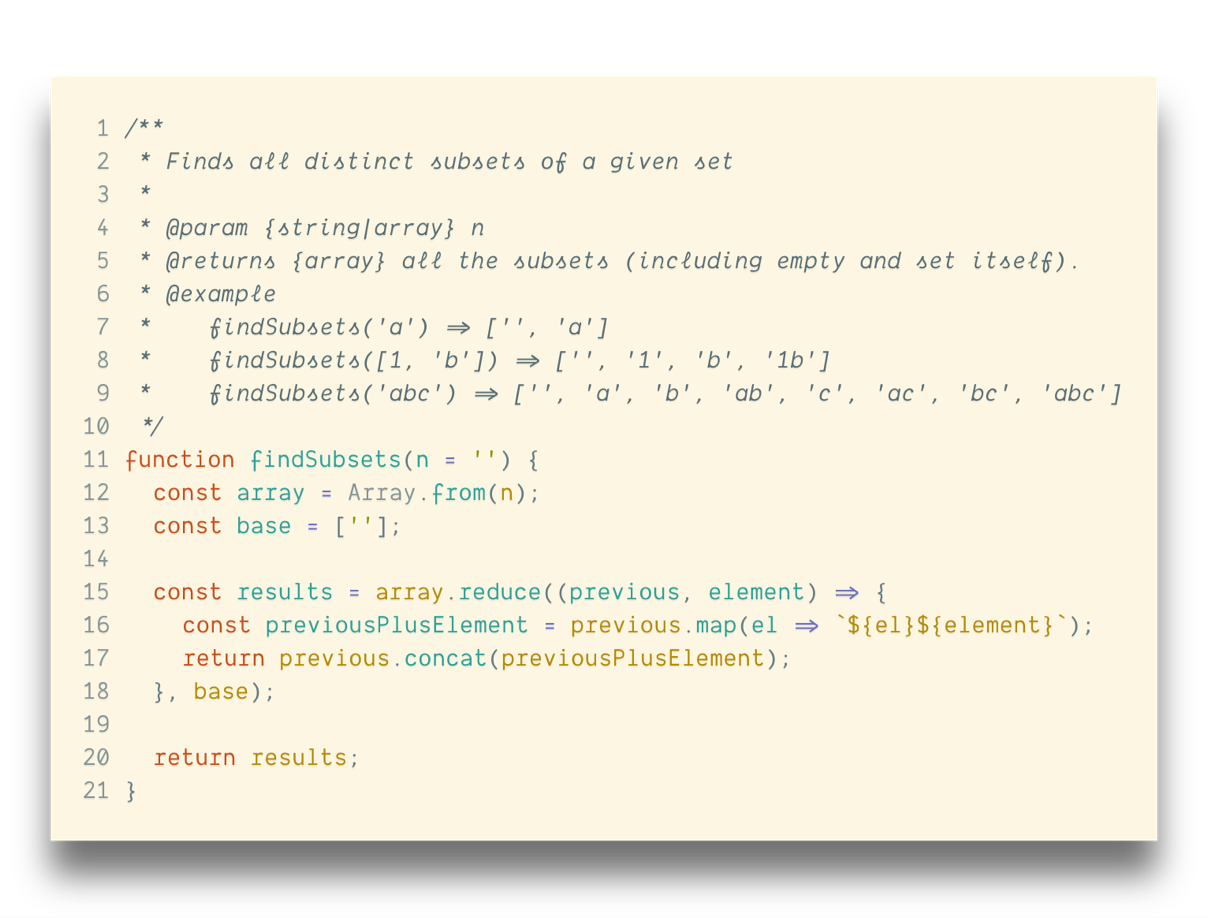 1 /**
2  * Finds all distinct subsets of a given set
3  *
4  * @param {string|array} n
5  * @returns {array} all the subsets (including empty and set itself).
6  * @example
7  *    findSubsets('a') => ['', 'a']
8  *    findSubsets([1, 'b']) => ['', '1', 'b', '1b']
9  *    findSubsets('abc') => ['', 'a', 'b', 'ab', 'c', 'ac', 'bc', 'abc']
10  */
11 function findSubsets(n = '') {
12   const array = Array.from(n);
13   const base = [''];
14
15   const results = array.reduce((previous, element) => {
16     const previousPlusElement = previous.map(el => `${el}${element}`);
17     return previous.concat(previousPlusElement);
18   }, base);
19
20   return results;
21 }